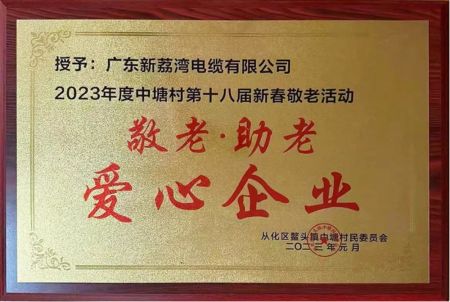 授予：广东新荔湾电缆有限公司
2023年度中塘村第十八届新春敬老活动
敬老·助老
爱心企业
从化区鳌头镇中塘村民委员会
二〇二三年元月